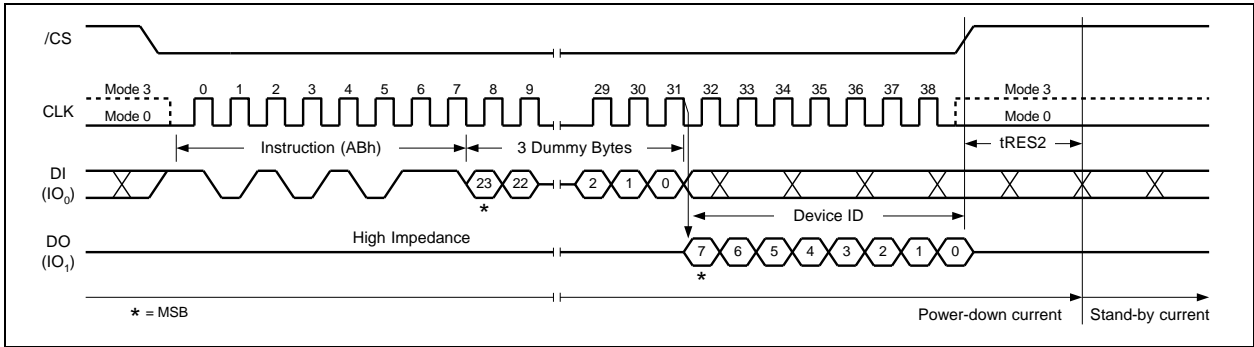 /CS
Mode 3 0 1 2 3 4 5 6 7 8 9 29 30 31 32 33 34 35 36 37 38 Mode 3
CLK Mode 0 Mode 0
Instruction (ABh) 3 Dummy Bytes tRES2
DI
(IO0) 23 22 2 1 0
* Device ID
DO High Impedance
(IO1) 7 6 5 4 3 2 1 0
*
* = MSB Power-down current Stand-by current